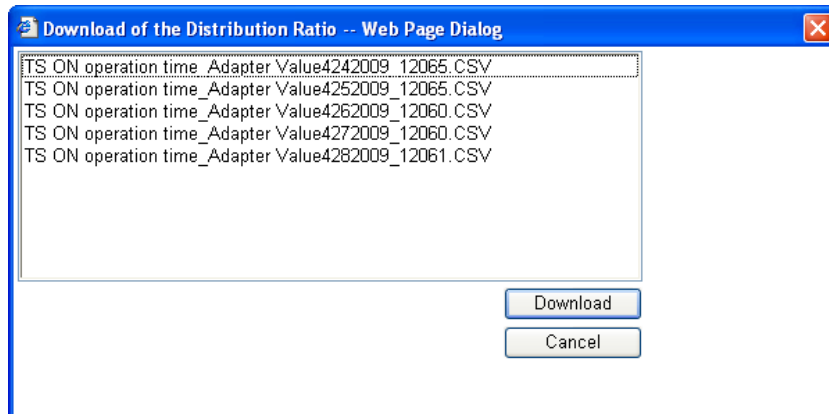 Download of the Distribution Ratio -- Web Page Dialog
TS ON operation time_Adapter Value4242009_12065.CSV
TS ON operation time_Adapter Value4252009_12065.CSV
TS ON operation time_Adapter Value4262009_12060.CSV
TS ON operation time_Adapter Value4272009_12060.CSV
TS ON operation time_Adapter Value4282009_12061.CSV
Download
Cancel